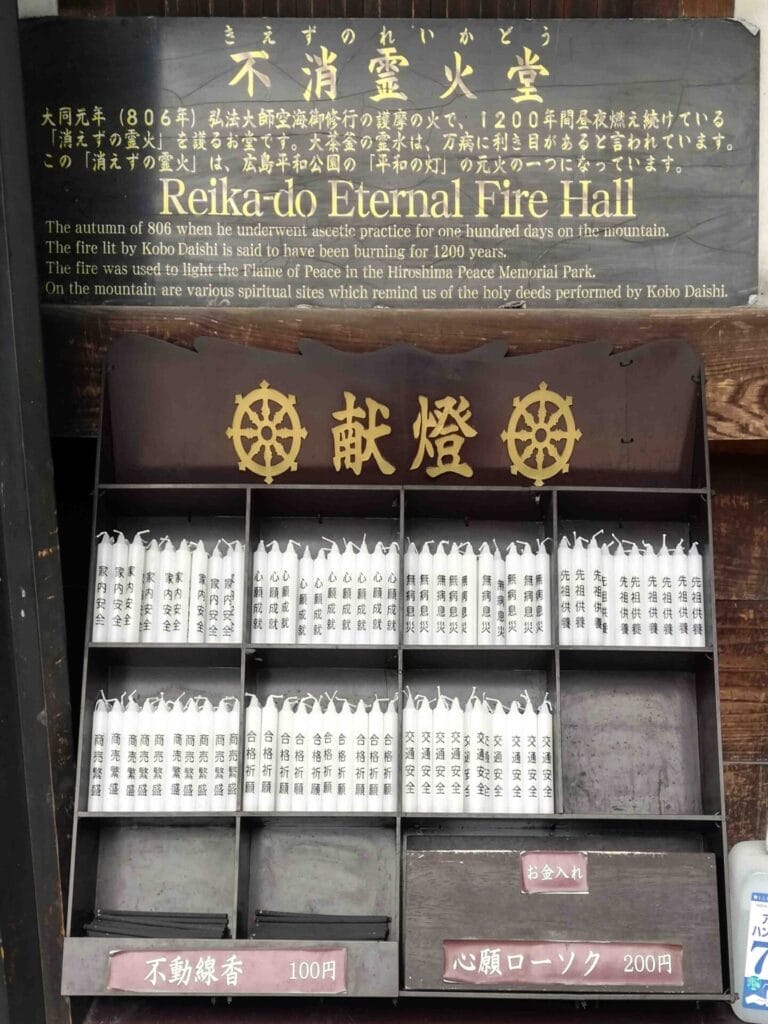 きえずのれいかどう
不消霊火堂
大同元年（806年）弘法大師空海御修行の護摩の火で、1200年間昼夜燃え続けている
「消えずの霊火」を護るお堂です。大茶釜の霊水は、万病に利き目があると言われています。
この「消えずの霊火」は、広島平和公園の「平和の灯」の元火の一つになっています。
Reika-do Eternal Fire Hall
The autumn of 806 when he underwent ascetic practice for one hundred days on the mountain.
The fire lit by Kobo Daishi is said to have been burning for 1200 years.
The fire was used to light the Flame of Peace in the Hiroshima Peace Memorial Park.
On the mountain are various spiritual sites which remind us of the holy deeds performed by Kobo Daishi.
献燈
家内安全
心願成就
無病息災
先祖供養
商売繁盛
合格祈願
交通安全
お金入れ
不動線香 100円
心願ローソク 200円